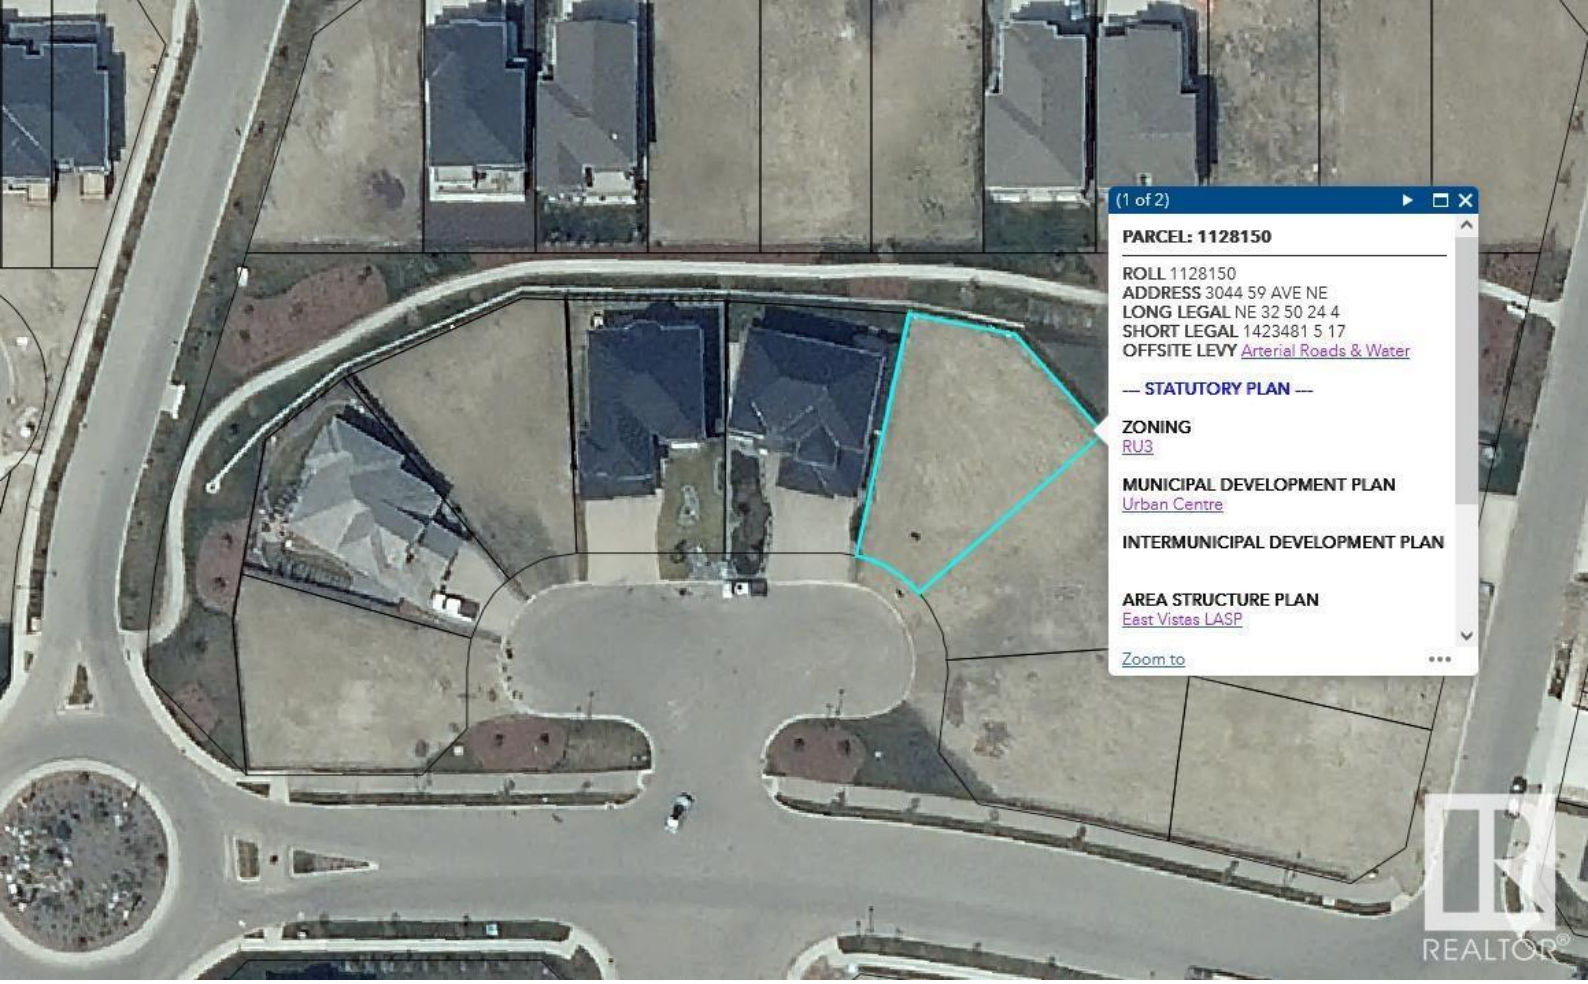 (1 of 2)
PARCEL: 1128150
ROLL 1128150
ADDRESS 3044 59 AVE NE
LONG LEGAL NE 32 50 24 4
SHORT LEGAL 1423481 5 17
OFFSITE LEVY Arterial Roads & Water
--- STATUTORY PLAN ---
ZONING
RU3
MUNICIPAL DEVELOPMENT PLAN
Urban Centre
INTERMUNICIPAL DEVELOPMENT PLAN
AREA STRUCTURE PLAN
East Vistas LASP
Zoom to
REALTOR®